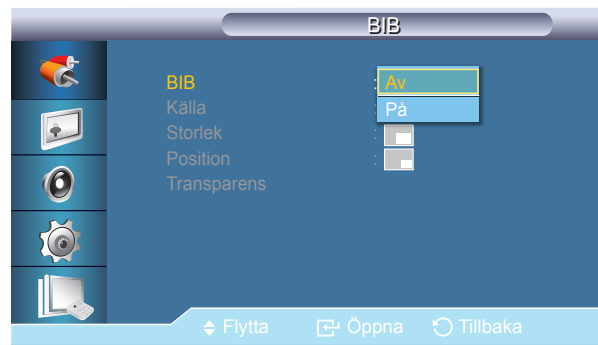 BIB
BIB : Av
Källa : På
Storlek :
Position :
Transparens
Flytta Öppna Tillbaka